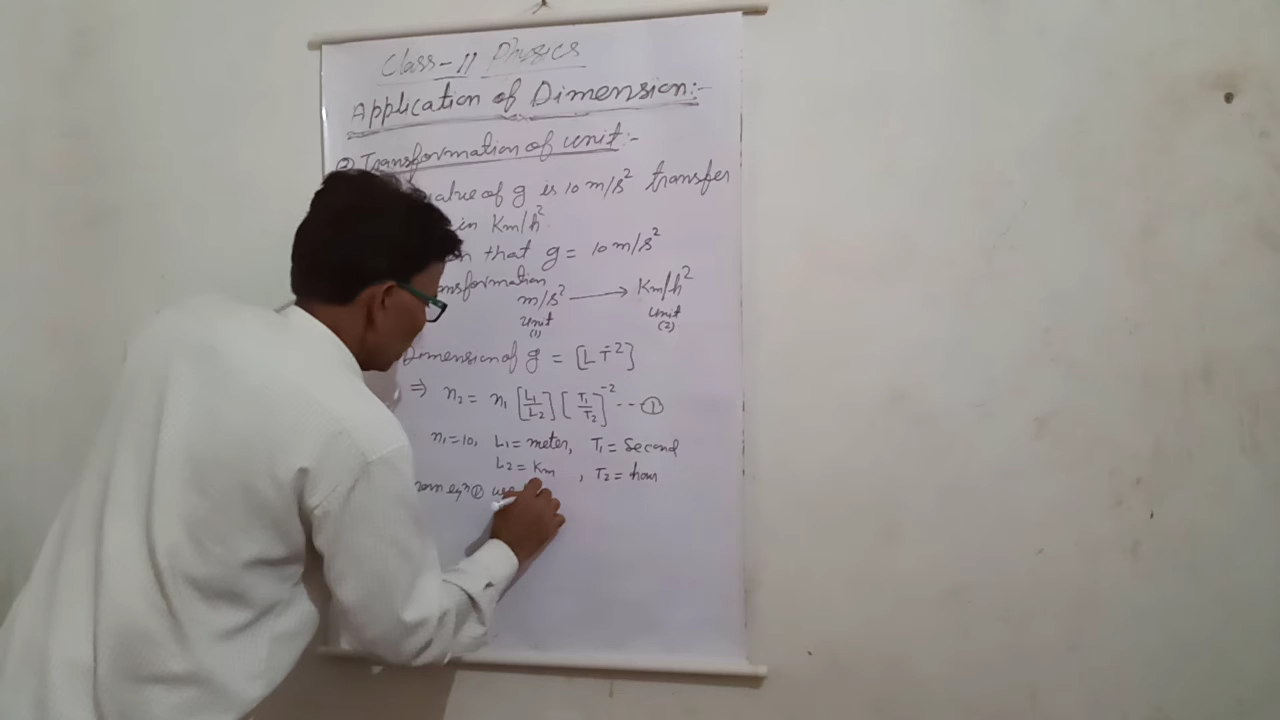 Class-11 Physics
Application of Dimension:-
Transformation of unit:-
value of g is 10 m/s² transfer
in Km/h²
that g = 10 m/s²
m/s² ⟶ Km/h²
Unit Unit
(1) (2)
Dimension of g = [L T⁻²]
⇒ n₂ = n₁ [L₁/L₂] [T₁/T₂]⁻² --- ①
n₁=10, L₁= meter, T₁= Second
L₂= Km , T₂= hour
eqⁿ ①